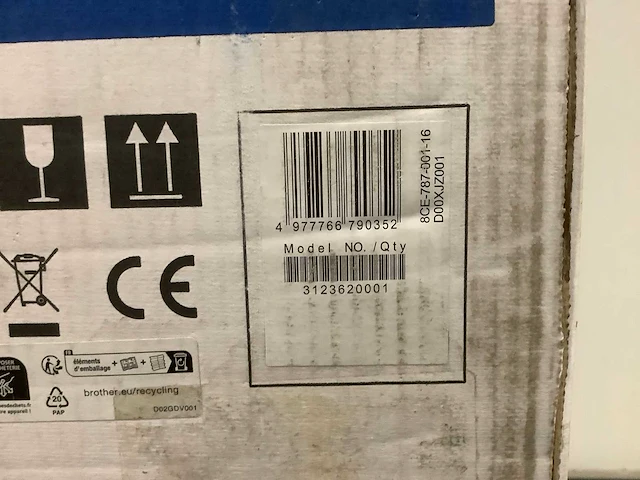 4 977766 790352
Model NO./Qty
3123620001
8CE-787-001-16
D00XJZ001
CE
FR
éléments
d'emballage
+
+
brother.eu/recycling
20
PAP
D02GDV001